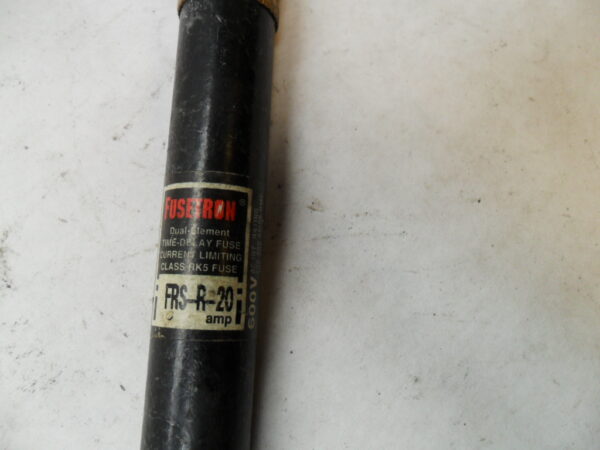 FUSETRON ®
Dual-Element
TIME-DELAY FUSE
CURRENT LIMITING
CLASS RK5 FUSE
FRS-R-20
amp
600V